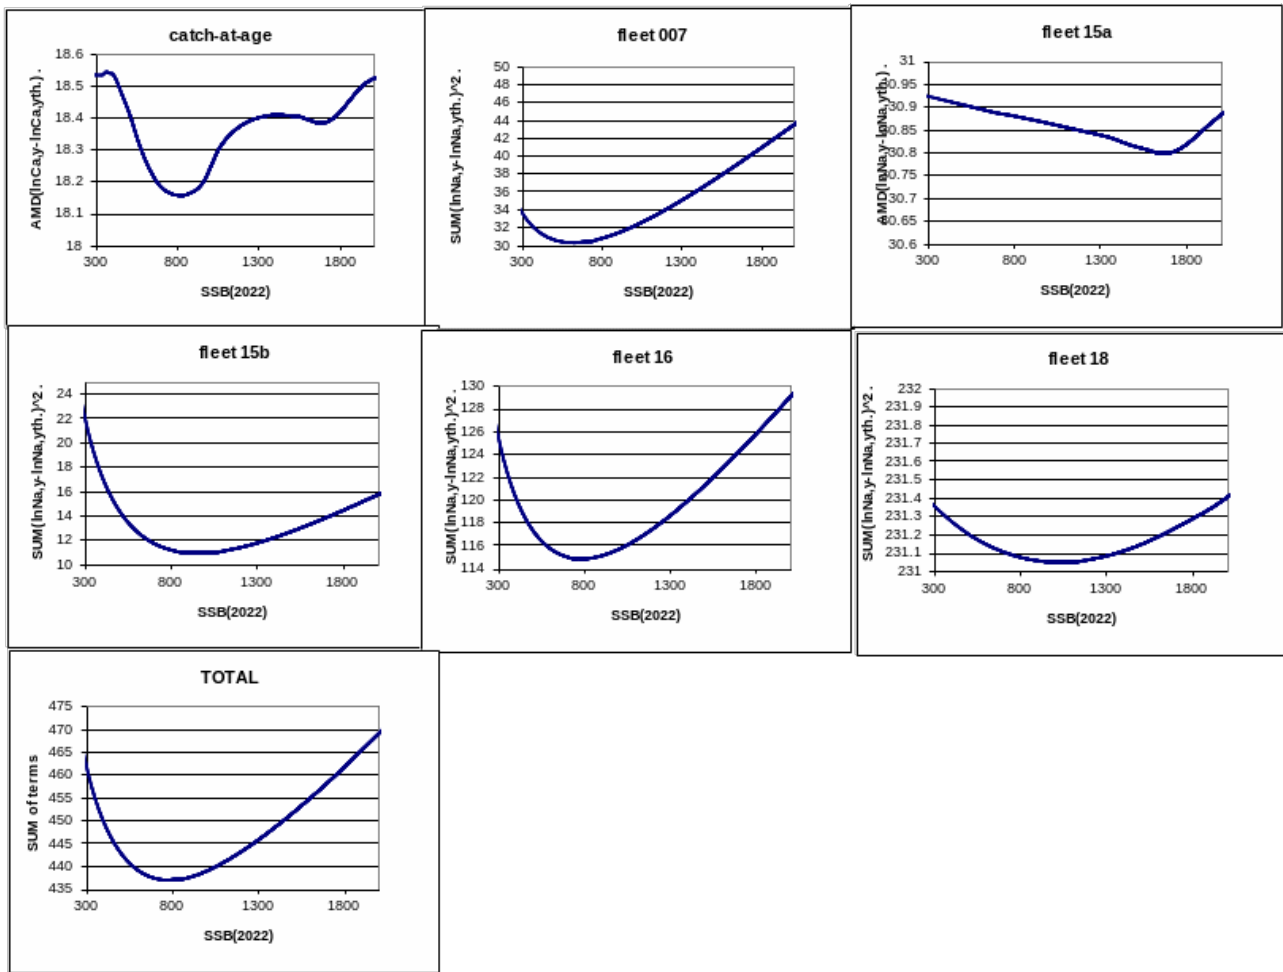 catch-at-age
AMD(lnCa,y-lnCa,yth.) .
18.6
18.5
18.4
18.3
18.2
18.1
18
300 800 1300 1800
SSB(2022)
fleet 007
SUM(lnNa,y-lnNa,yth.)^2 .
50
48
46
44
42
40
38
36
34
32
30
300 800 1300 1800
SSB(2022)
fleet 15a
AMD(lnNa,y-lnNa,yth.) .
31
30.95
30.9
30.85
30.8
30.75
30.7
30.65
30.6
300 800 1300 1800
SSB(2022)
fleet 15b
SUM(lnNa,y-lnNa,yth.)^2 .
24
22
20
18
16
14
12
10
300 800 1300 1800
SSB(2022)
fleet 16
SUM(lnNa,y-lnNa,yth.)^2 .
130
128
126
124
122
120
118
116
114
300 800 1300 1800
SSB(2022)
fleet 18
SUM(lnNa,y-lnNa,yth.)^2 .
232
231.9
231.8
231.7
231.6
231.5
231.4
231.3
231.2
231.1
231
300 800 1300 1800
SSB(2022)
TOTAL
SUM of terms
475
470
465
460
455
450
445
440
435
300 800 1300 1800
SSB(2022)